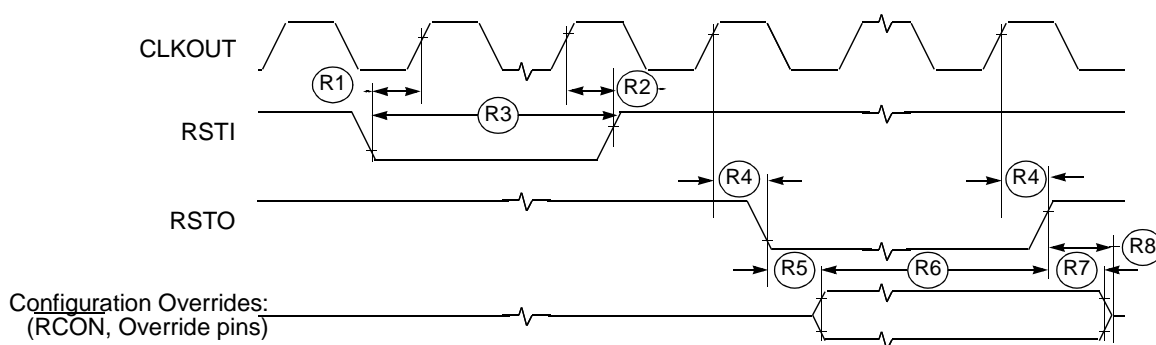 CLKOUT
R1
R2
R3
RSTI
R4
R4
RSTO
R5
R6
R7
R8
Configuration Overrides:
(RCON, Override pins)